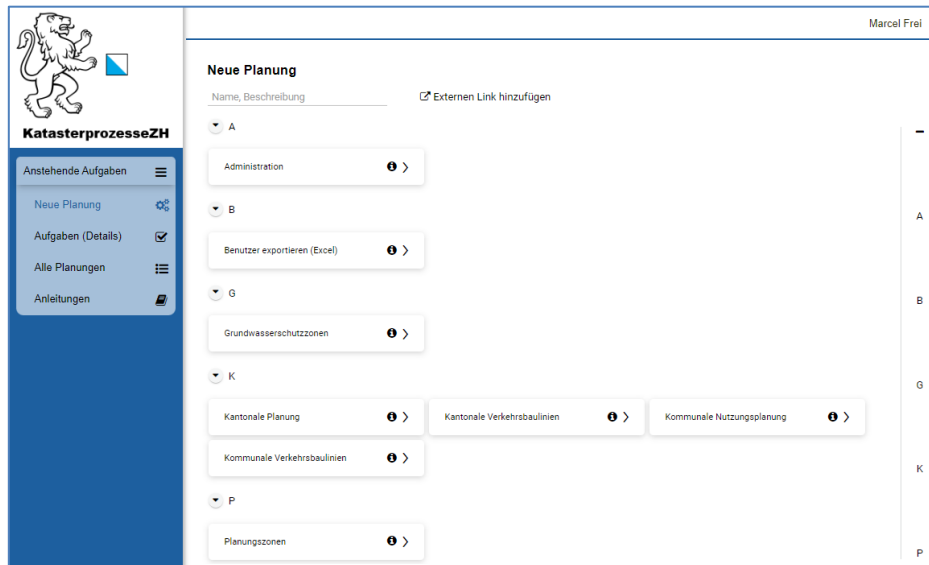 Marcel Frei
KatasterprozesseZH
Anstehende Aufgaben
Neue Planung
Aufgaben (Details)
Alle Planungen
Anleitungen
Neue Planung
Name, Beschreibung
Externen Link hinzufügen
A
Administration
B
Benutzer exportieren (Excel)
G
Grundwasserschutzzonen
K
Kantonale Planung
Kantonale Verkehrsbaulinien
Kommunale Nutzungsplanung
Kommunale Verkehrsbaulinien
P
Planungszonen
A
B
G
K
P